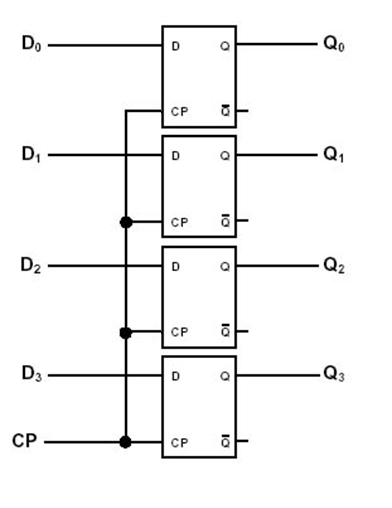 D₀ D Q Q₀
CP Q̅
D₁ D Q Q₁
CP Q̅
D₂ D Q Q₂
CP Q̅
D₃ D Q Q₃
CP CP Q̅